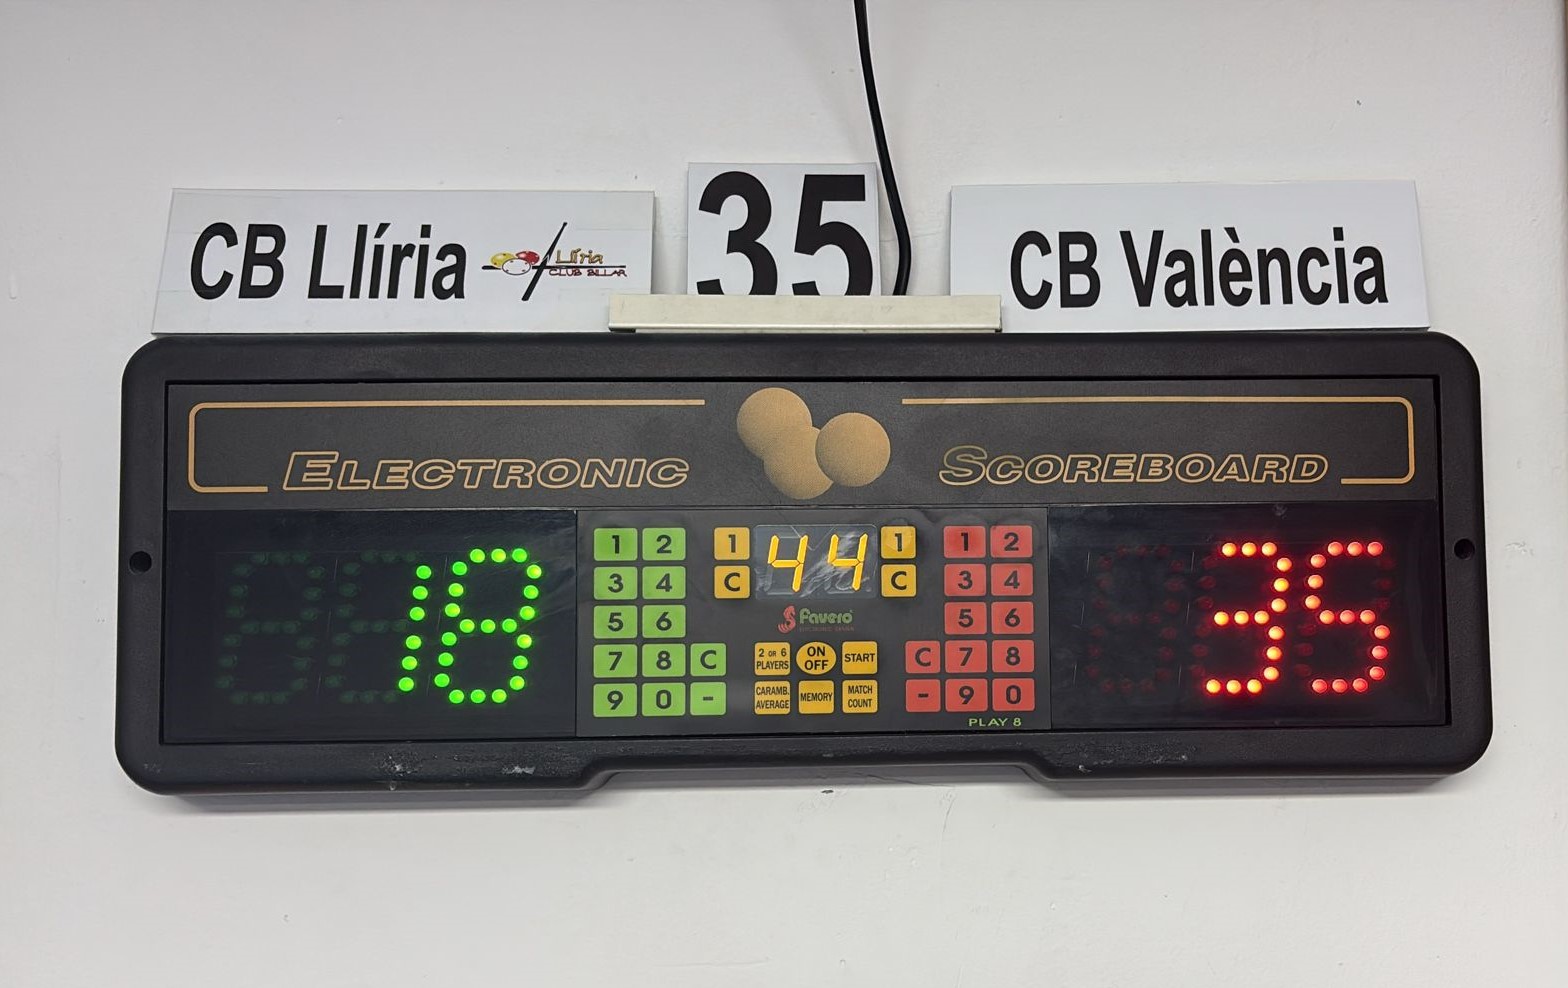 CB Llíria
Llíria
CLUB BILLAR
35
CB València
ELECTRONIC
SCOREBOARD
18
44
35
1 2
3 4
5 6
7 8 C
9 0 -
1
C
1
C
Favero
2 OR 6 PLAYERS
ON OFF
START
CARAMB. AVERAGE
MEMORY
MATCH COUNT
1 2
3 4
5 6
C 7 8
- 9 0
PLAY 8